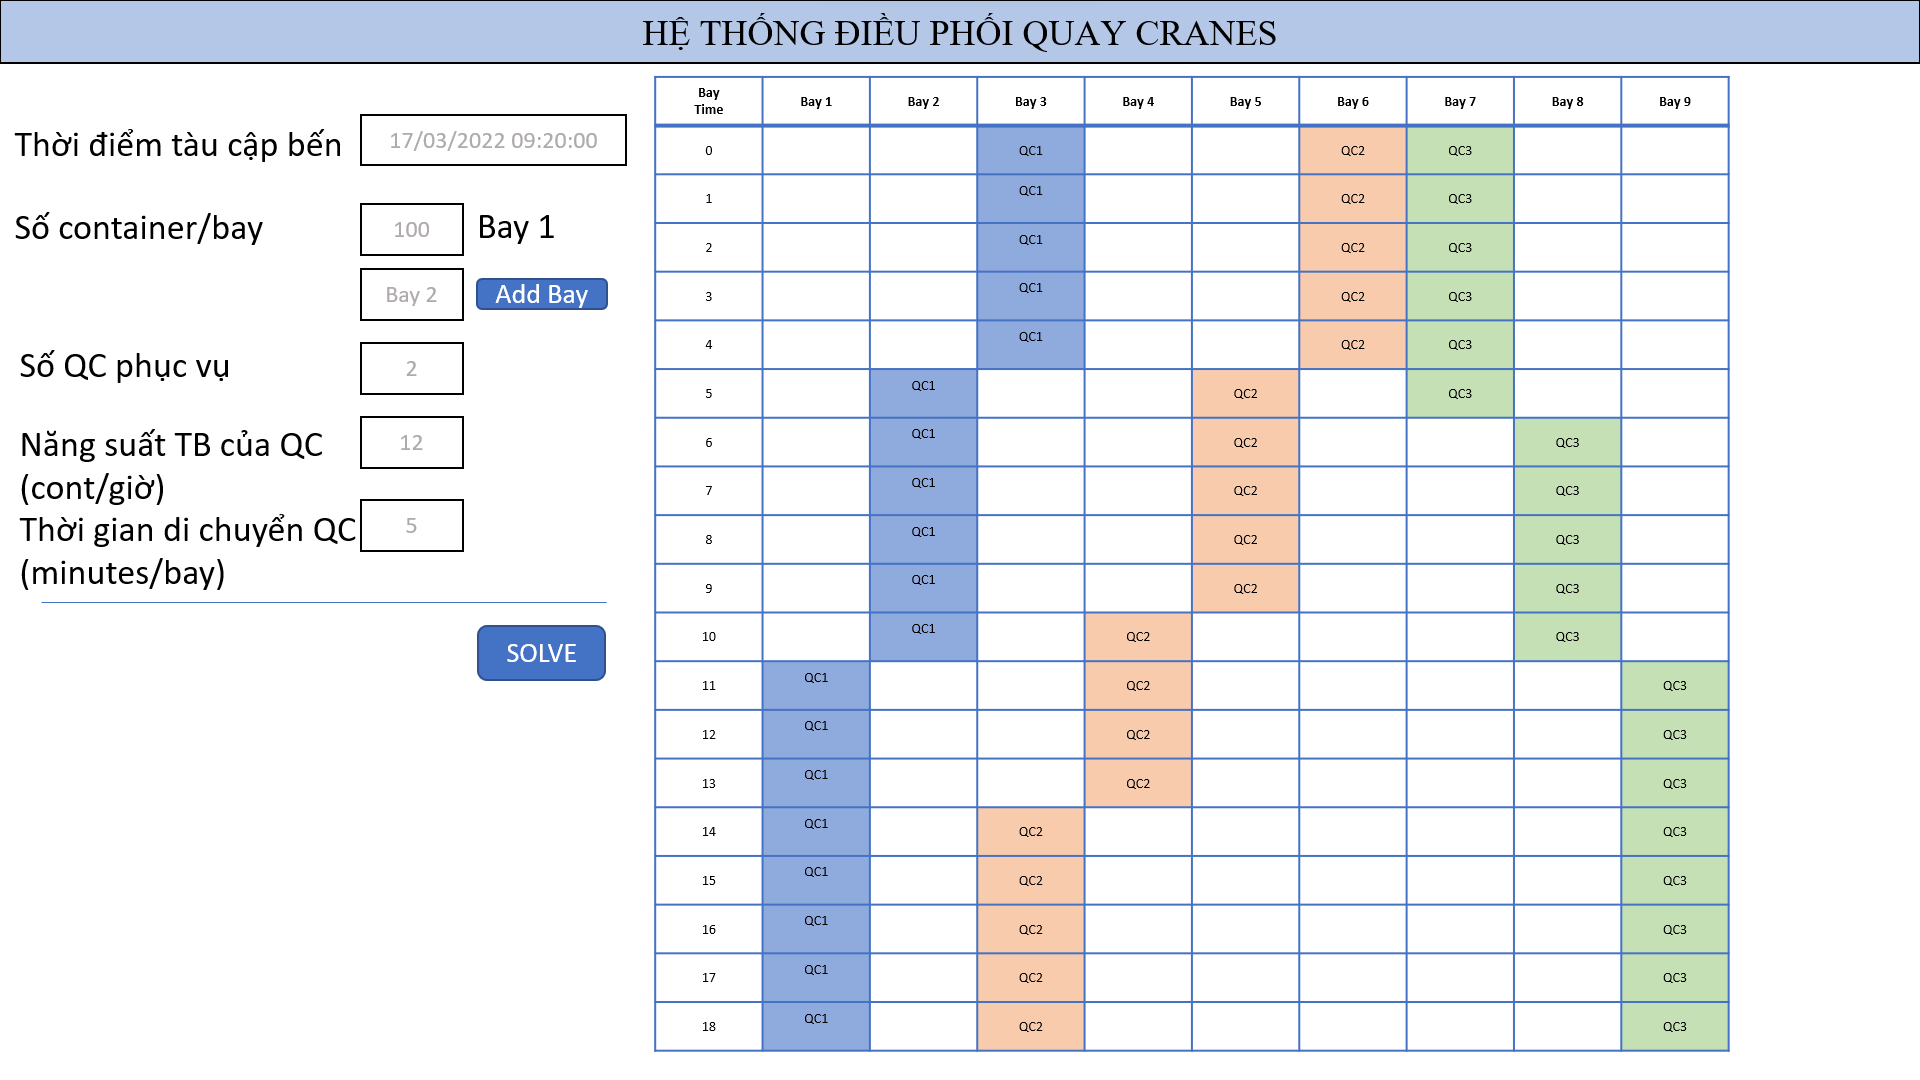 HỆ THỐNG ĐIỀU PHỐI QUAY CRANES
Thời điểm tàu cập bến
17/03/2022 09:20:00
Số container/bay
100
Bay 1
Bay 2
Add Bay
Số QC phục vụ
2
Năng suất TB của QC
(cont/giờ)
12
Thời gian di chuyển QC
(minutes/bay)
5
SOLVE
Bay
Time
Bay 1 Bay 2 Bay 3 Bay 4 Bay 5 Bay 6 Bay 7 Bay 8 Bay 9
0 QC1 QC2 QC3
1 QC1 QC2 QC3
2 QC1 QC2 QC3
3 QC1 QC2 QC3
4 QC1 QC2 QC3
5 QC1 QC2 QC3
6 QC1 QC2 QC3
7 QC1 QC2 QC3
8 QC1 QC2 QC3
9 QC1 QC2 QC3
10 QC1 QC2 QC3
11 QC1 QC2 QC3
12 QC1 QC2 QC3
13 QC1 QC2 QC3
14 QC1 QC2 QC3
15 QC1 QC2 QC3
16 QC1 QC2 QC3
17 QC1 QC2 QC3
18 QC1 QC2 QC3